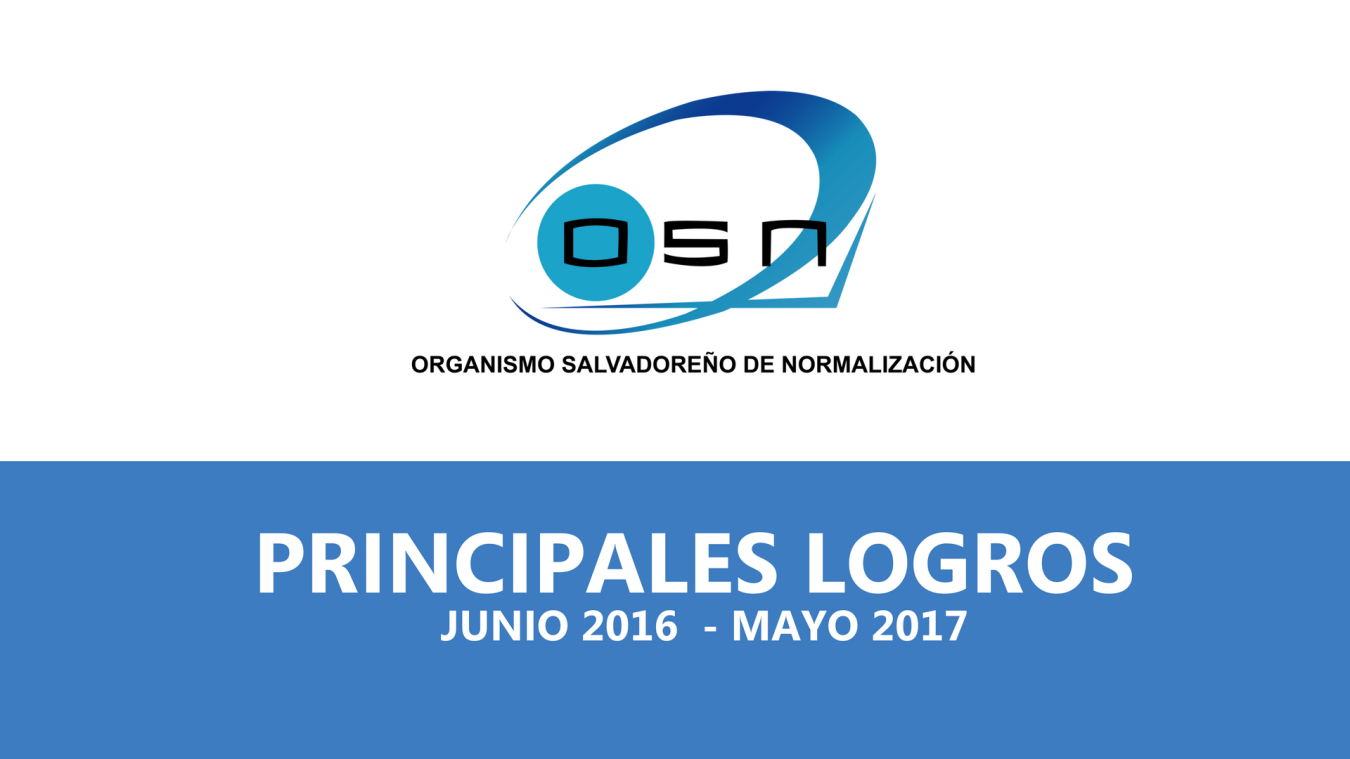 osn
ORGANISMO SALVADOREÑO DE NORMALIZACIÓN
PRINCIPALES LOGROS
JUNIO 2016 - MAYO 2017